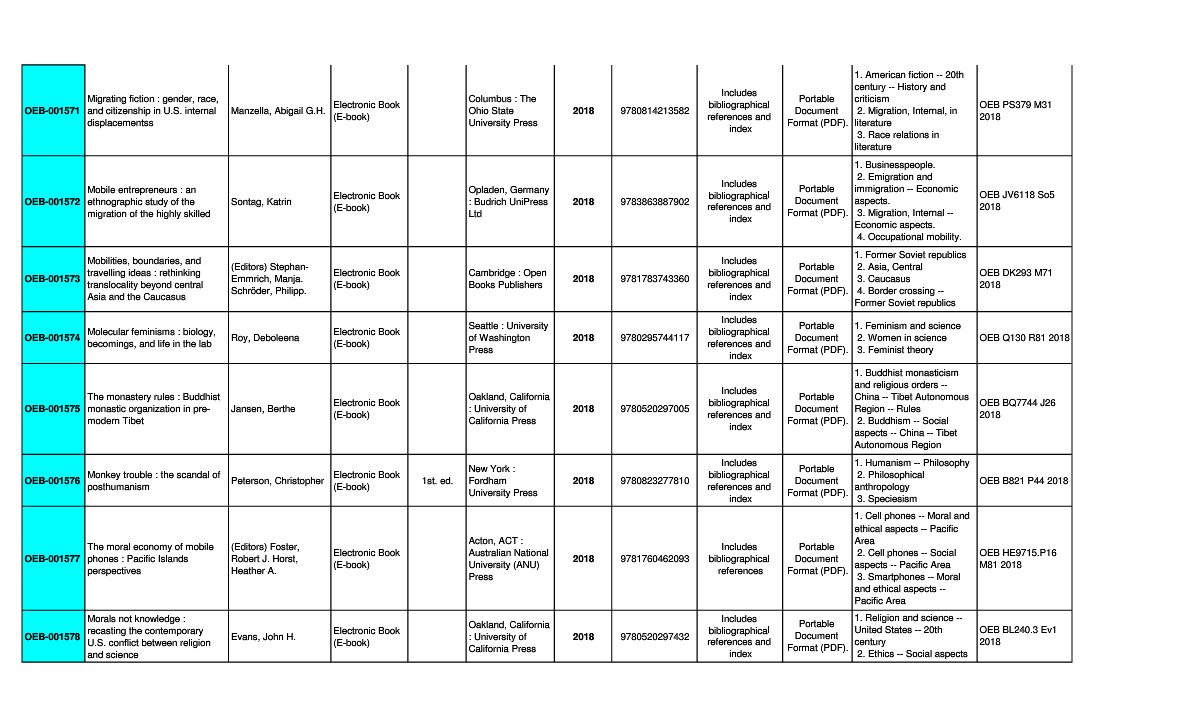 OEB-001571
Migrating fiction : gender, race,
and citizenship in U.S. internal
displacementss
Manzella, Abigail G.H.
Electronic Book
(E-book)
Columbus : The
Ohio State
University Press
2018
9780814213582
Includes
bibliographical
references and
index
Portable
Document
Format (PDF).
1. American fiction -- 20th
century -- History and
criticism
2. Migration, Internal, in
literature
3. Race relations in
literature
OEB PS379 M31
2018
OEB-001572
Mobile entrepreneurs : an
ethnographic study of the
migration of the highly skilled
Sontag, Katrin
Electronic Book
(E-book)
Opladen, Germany
: Budrich UniPress
Ltd
2018
9783863887902
Includes
bibliographical
references and
index
Portable
Document
Format (PDF).
1. Businesspeople.
2. Emigration and
immigration -- Economic
aspects.
3. Migration, Internal --
Economic aspects.
4. Occupational mobility.
OEB JV6118 So5
2018
OEB-001573
Mobilities, boundaries, and
travelling ideas : rethinking
translocality beyond central
Asia and the Caucasus
(Editors) Stephan-
Emmrich, Manja.
Schröder, Philipp.
Electronic Book
(E-book)
Cambridge : Open
Books Publishers
2018
9781783743360
Includes
bibliographical
references and
index
Portable
Document
Format (PDF).
1. Former Soviet republics
2. Asia, Central
3. Caucasus
4. Border crossing --
Former Soviet republics
OEB DK293 M71
2018
OEB-001574
Molecular feminisms : biology,
becomings, and life in the lab
Roy, Deboleena
Electronic Book
(E-book)
Seattle : University
of Washington
Press
2018
9780295744117
Includes
bibliographical
references and
index
Portable
Document
Format (PDF).
1. Feminism and science
2. Women in science
3. Feminist theory
OEB Q130 R81 2018
OEB-001575
The monastery rules : Buddhist
monastic organization in pre-
modern Tibet
Jansen, Berthe
Electronic Book
(E-book)
Oakland, California
: University of
California Press
2018
9780520297005
Includes
bibliographical
references and
index
Portable
Document
Format (PDF).
1. Buddhist monasticism
and religious orders --
China -- Tibet Autonomous
Region -- Rules
2. Buddhism -- Social
aspects -- China -- Tibet
Autonomous Region
OEB BQ7744 J26
2018
OEB-001576
Monkey trouble : the scandal of
posthumanism
Peterson, Christopher
Electronic Book
(E-book)
1st. ed.
New York :
Fordham
University Press
2018
9780823277810
Includes
bibliographical
references and
index
Portable
Document
Format (PDF).
1. Humanism -- Philosophy
2. Philosophical
anthropology
3. Speciesism
OEB B821 P44 2018
OEB-001577
The moral economy of mobile
phones : Pacific Islands
perspectives
(Editors) Foster,
Robert J. Horst,
Heather A.
Electronic Book
(E-book)
Acton, ACT :
Australian National
University (ANU)
Press
2018
9781760462093
Includes
bibliographical
references
Portable
Document
Format (PDF).
1. Cell phones -- Moral and
ethical aspects -- Pacific
Area
2. Cell phones -- Social
aspects -- Pacific Area
3. Smartphones -- Moral
and ethical aspects --
Pacific Area
OEB HE9715.P16
M81 2018
OEB-001578
Morals not knowledge :
recasting the contemporary
U.S. conflict between religion
and science
Evans, John H.
Electronic Book
(E-book)
Oakland, California
: University of
California Press
2018
9780520297432
Includes
bibliographical
references and
index
Portable
Document
Format (PDF).
1. Religion and science --
United States -- 20th
century
2. Ethics -- Social aspects
OEB BL240.3 Ev1
2018